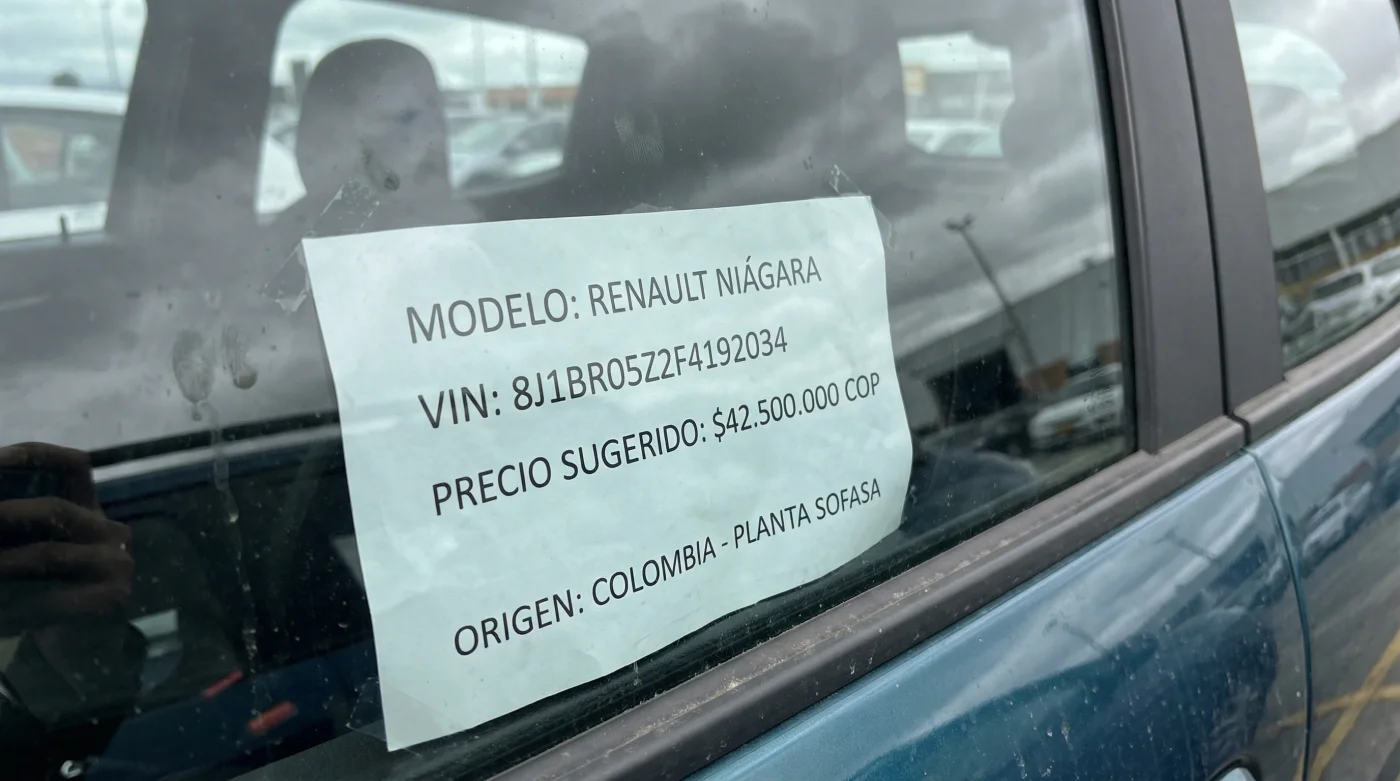 MODELO: RENAULT NIÁGARA
VIN: 8J1BR05Z2F4192034
PRECIO SUGERIDO: $42.500.000 COP
ORIGEN: COLOMBIA - PLANTA SOFASA